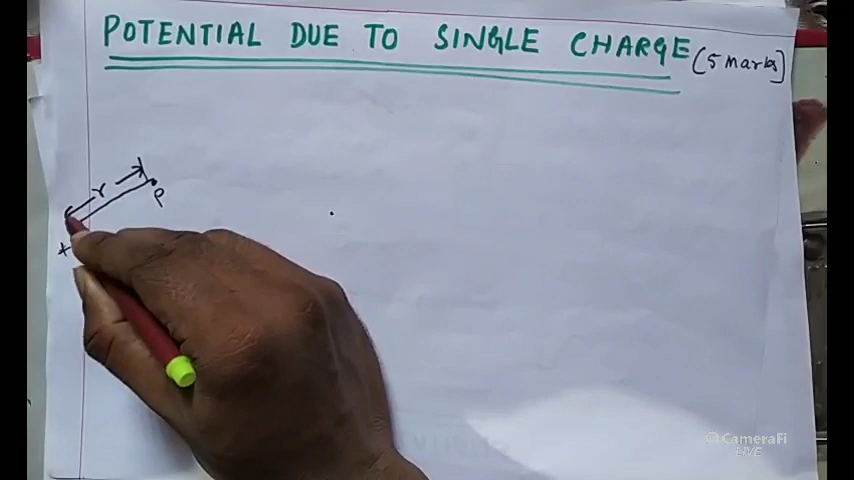 POTENTIAL DUE TO SINGLE CHARGE (5 marks)
r
P
+
CameraFi
LIVE